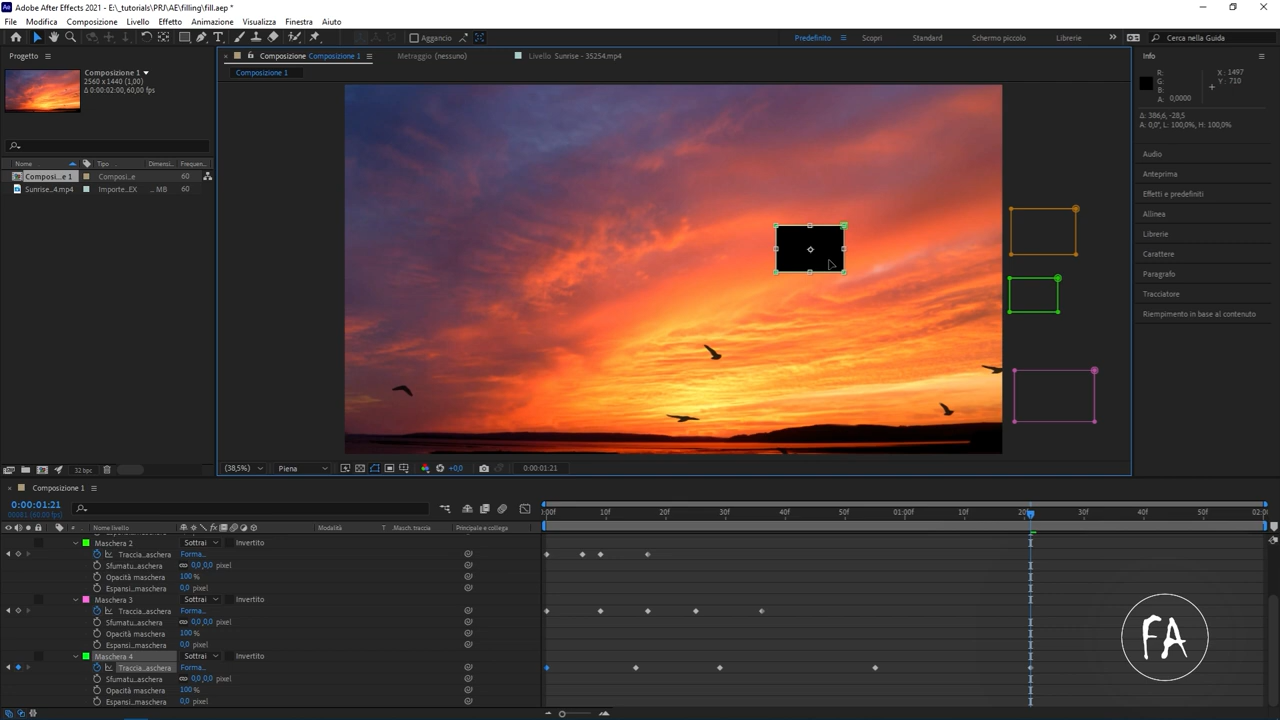 Adobe After Effects 2021 - E:\_tutorials\PRJ\AE\filling\fill.aep *
File Modifica Composizione Livello Effetto Animazione Visualizza Finestra Aiuto
Aggancio
Predefinito Scopri Standard Schermo piccolo Librerie Cerca nella Guida
Progetto
Composizione 1
2560 x 1440 (1,00)
Δ 0:00:02:00, 60,00 fps
Nome Tipo Dimensi... Frequen...
Composi...e 1 Composi...e 60
Sunrise...4.mp4 Importe...EX ... MB 60
32 bpc
Composizione Composizione 1
Metraggio (nessuno)
Livello Sunrise - 35254.mp4
Composizione 1
(38,5%) Piena +0,0 0:00:01:21
Info
R:
G:
B:
A: 0,0000
X: 1497
Y: 710
Δ: 386,6, -28,5
A: 0,0°, L: 100,0%, H: 100,0%
Audio
Anteprima
Effetti e predefiniti
Allinea
Librerie
Carattere
Paragrafo
Tracciatore
Riempimento in base al contenuto
Composizione 1
0:00:01:21
00081 (60.00 fps)
Nome livello Modalità T Masch.traccia Principale e collega
:00f 10f 20f 30f 40f 50f 01:00f 10f 20f 30f 40f 50f 02:00
Maschera 2 Sottrai Invertito
Traccia...aschera Forma...
Sfumatu...aschera 0,0,0,0 pixel
Opacità maschera 100 %
Espansi...maschera 0,0 pixel
Maschera 3 Sottrai Invertito
Traccia...aschera Forma...
Sfumatu...aschera 0,0,0,0 pixel
Opacità maschera 100 %
Espansi...maschera 0,0 pixel
Maschera 4 Sottrai Invertito
Traccia...aschera Forma...
Sfumatu...aschera 0,0,0,0 pixel
Opacità maschera 100 %
Espansi...maschera 0,0 pixel
FA